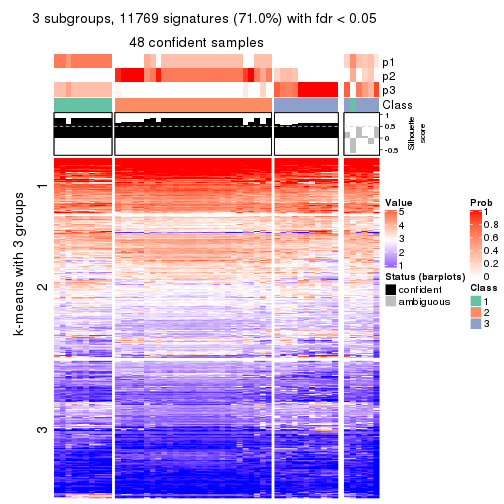 3 subgroups, 11769 signatures (71.0%) with fdr < 0.05
48 confident samples
p1
p2
p3
Class
1
0.5
0
-0.5
Silhouette
score
k-means with 3 groups
1
2
3
Value
5
4
3
2
1
Status (barplots)
confident
ambiguous
Prob
1
0.8
0.6
0.4
0.2
0
Class
1
2
3